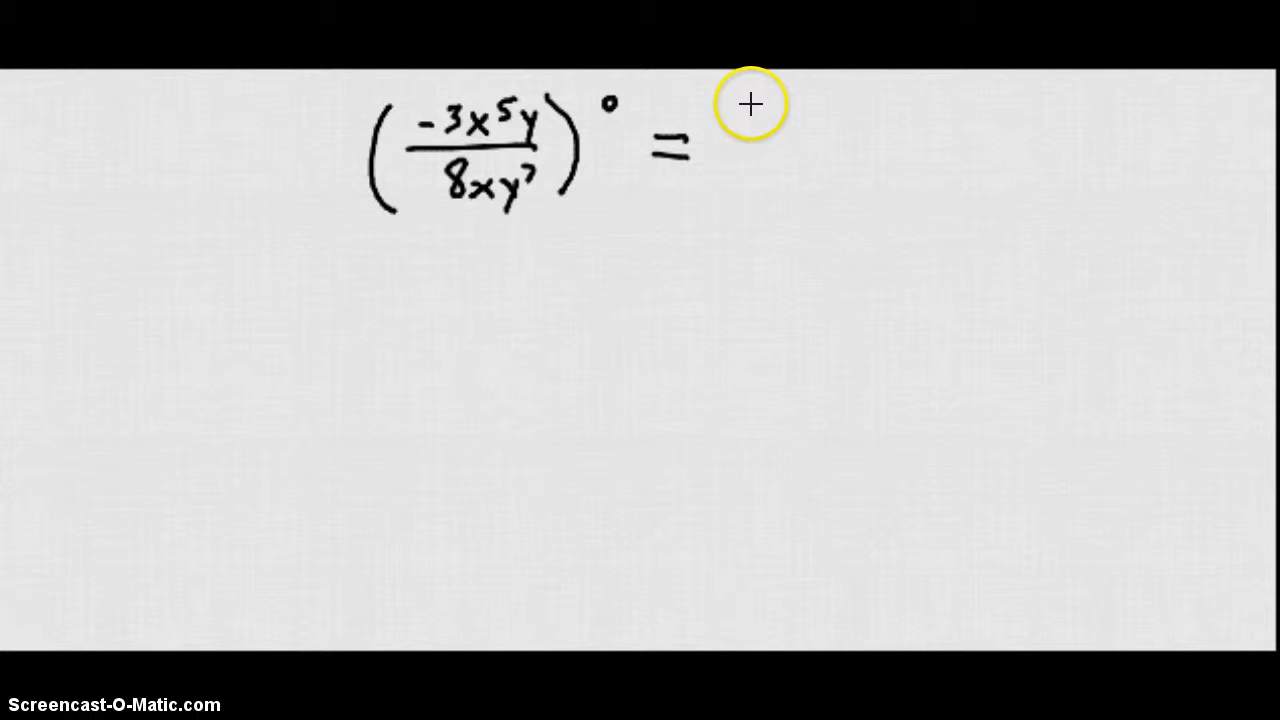 (-3x⁵y / 8xy⁷)⁰ =
Screencast-O-Matic.com